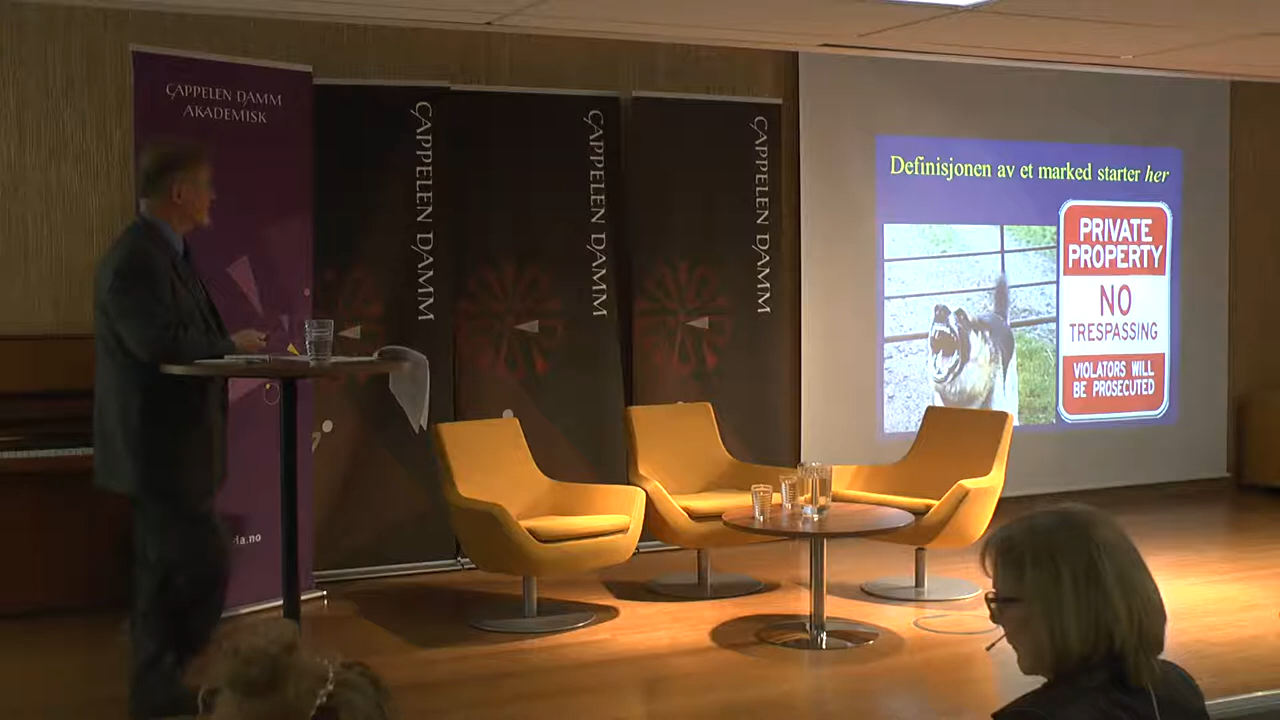 CAPPELEN DAMM
AKADEMISK
CAPPELEN DAMM
CAPPELEN DAMM
CAPPELEN DAMM
Definisjonen av et marked starter her
PRIVATE
PROPERTY
NO
TRESPASSING
VIOLATORS WILL
BE PROSECUTED